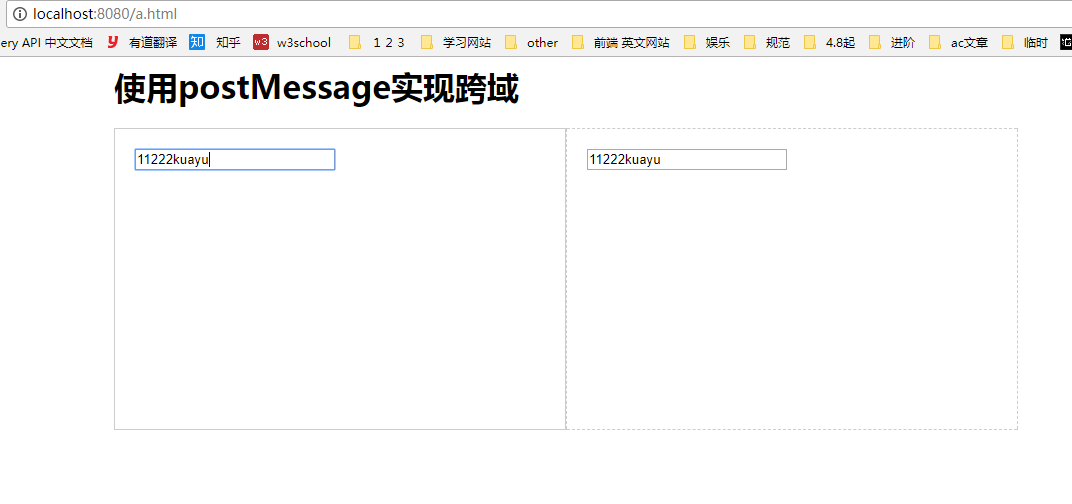 localhost:8080/a.html
ery API 中文文档 有道翻译 知 知乎 w3 w3school 1 2 3 学习网站 other 前端 英文网站 娱乐 规范 4.8起 进阶 ac文章 临时
使用postMessage实现跨域
11222kuayu 11222kuayu